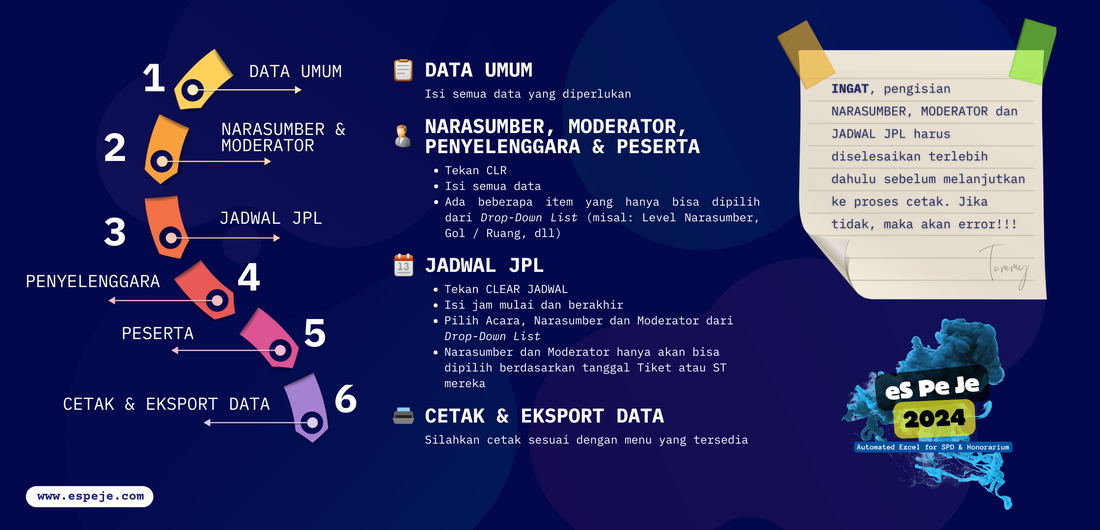 1
DATA UMUM
2
NARASUMBER &
MODERATOR
3
JADWAL JPL
PENYELENGGARA
4
PESERTA
5
CETAK & EKSPORT DATA
6
www.espeje.com
DATA UMUM
Isi semua data yang diperlukan
NARASUMBER, MODERATOR,
PENYELENGGARA & PESERTA
• Tekan CLR
• Isi semua data
• Ada beberapa item yang hanya bisa dipilih
dari Drop-Down List (misal: Level Narasumber,
Gol / Ruang, dll)
13
JADWAL JPL
• Tekan CLEAR JADWAL
• Isi jam mulai dan berakhir
• Pilih Acara, Narasumber dan Moderator dari
Drop-Down List
• Narasumber dan Moderator hanya akan bisa
dipilih berdasarkan tanggal Tiket atau ST
mereka
CETAK & EKSPORT DATA
Silahkan cetak sesuai dengan menu yang tersedia
INGAT, pengisian
NARASUMBER, MODERATOR dan
JADWAL JPL harus
diselesaikan terlebih
dahulu sebelum melanjutkan
ke proses cetak. Jika
tidak, maka akan error!!!
Tommy
eS Pe Je
2024
Automated Excel for SPD & Honorarium